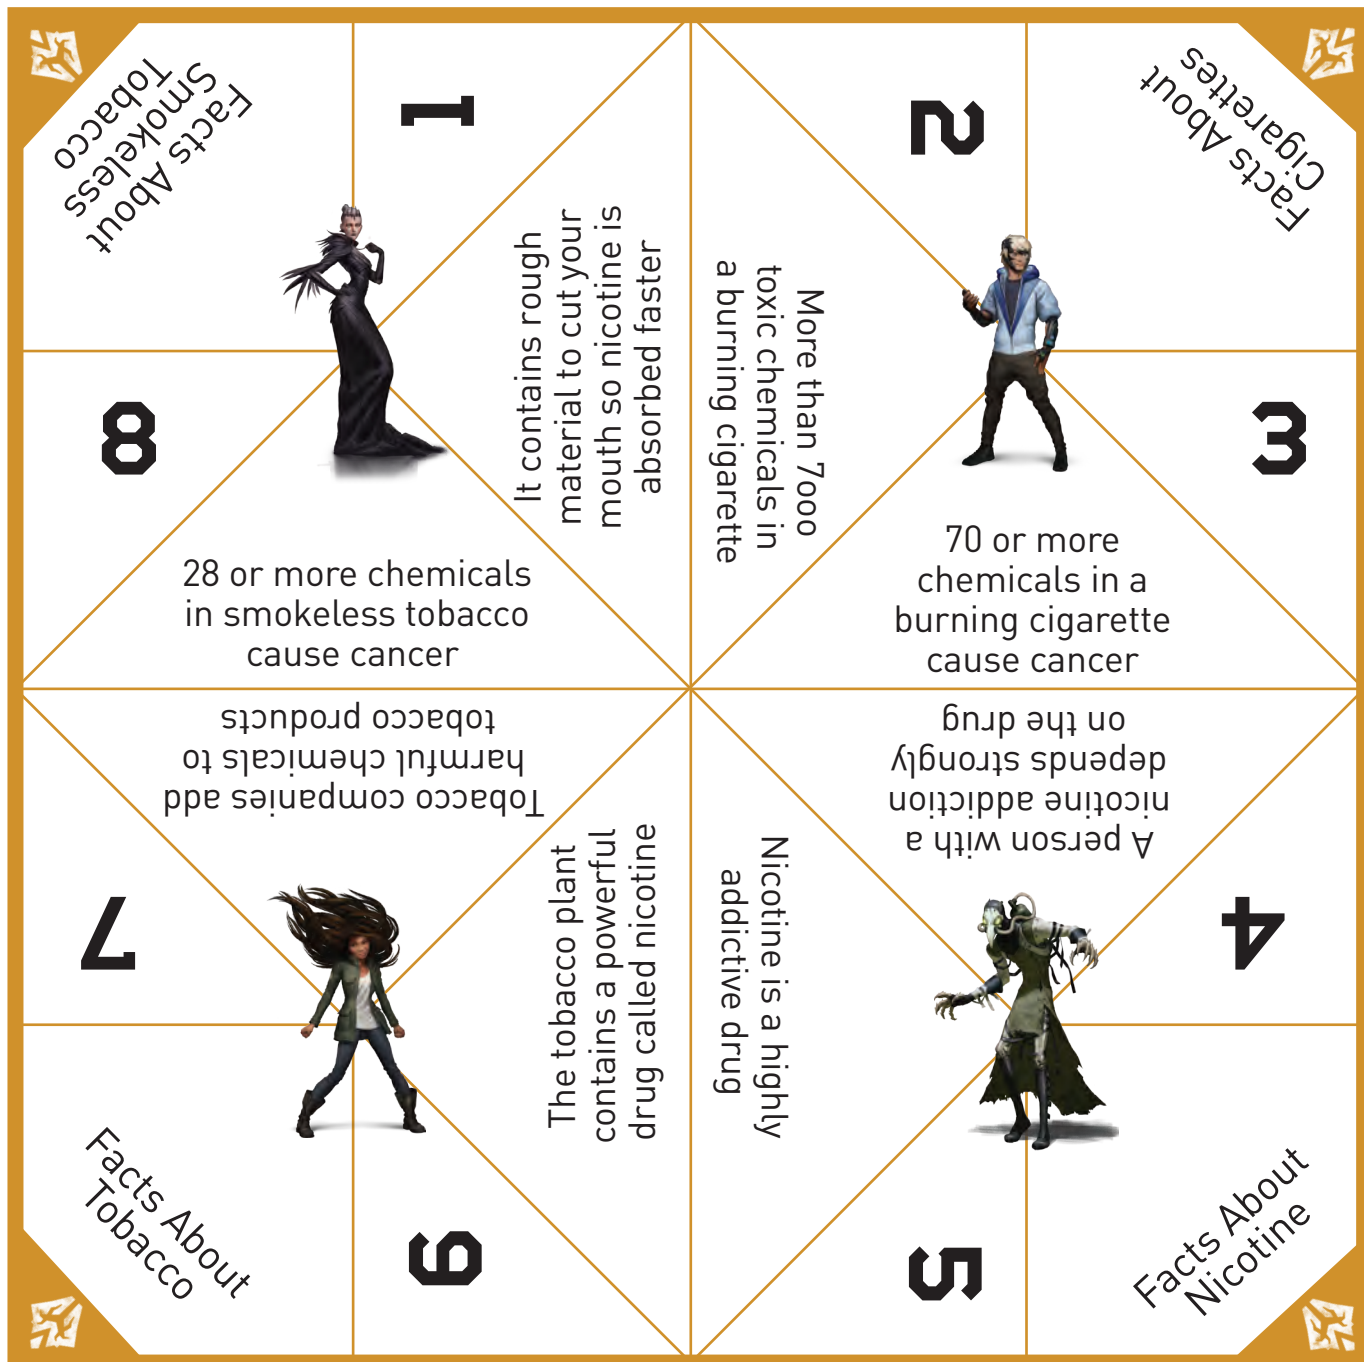 Facts About
Smokeless
Tobacco
1
2
Facts About
Cigarettes
It contains rough
material to cut your
mouth so nicotine is
absorbed faster
More than 7ooo
toxic chemicals in
a burning cigarette
8
3
28 or more chemicals
in smokeless tobacco
cause cancer
70 or more
chemicals in a
burning cigarette
cause cancer
Tobacco companies add
harmful chemicals to
tobacco products
A person with a
nicotine addiction
depends strongly
on the drug
7
4
The tobacco plant
contains a powerful
drug called nicotine
Nicotine is a highly
addictive drug
Facts About
Tobacco
6
5
Facts About
Nicotine